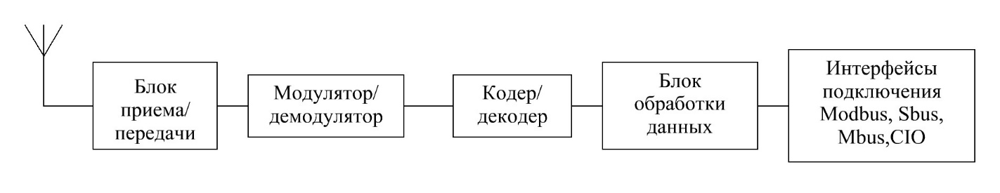 Блок
приема/
передачи
Модулятор/
демодулятор
Кодер/
декодер
Блок
обработки
данных
Интерфейсы
подключения
Modbus, Sbus,
Mbus,CIO